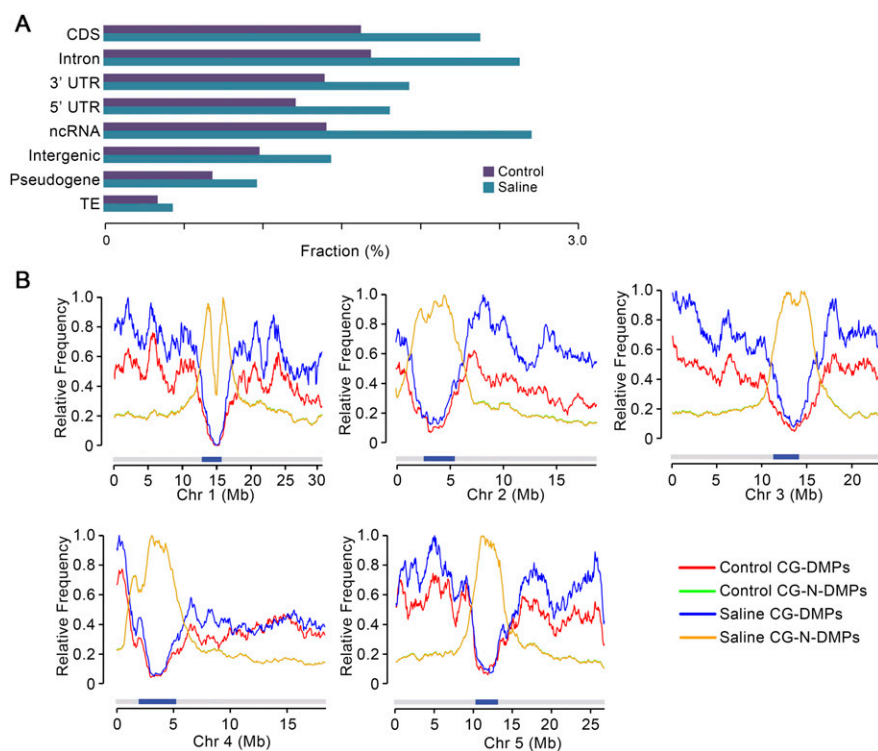 A
CDS
Intron
3' UTR
5' UTR
ncRNA
Intergenic
Pseudogene
TE
Control
Saline
0
3.0
Fraction (%)
B
Relative Frequency
1.0
0.8
0.6
0.4
0.2
0
0 5 10 15 20 25 30
Chr 1 (Mb)
Relative Frequency
1.0
0.8
0.6
0.4
0.2
0
0 5 10 15
Chr 2 (Mb)
Relative Frequency
1.0
0.8
0.6
0.4
0.2
0
0 5 10 15 20
Chr 3 (Mb)
Relative Frequency
1.0
0.8
0.6
0.4
0.2
0
0 5 10 15
Chr 4 (Mb)
Relative Frequency
1.0
0.8
0.6
0.4
0.2
0
0 5 10 15 20 25
Chr 5 (Mb)
Control CG-DMPs
Control CG-N-DMPs
Saline CG-DMPs
Saline CG-N-DMPs